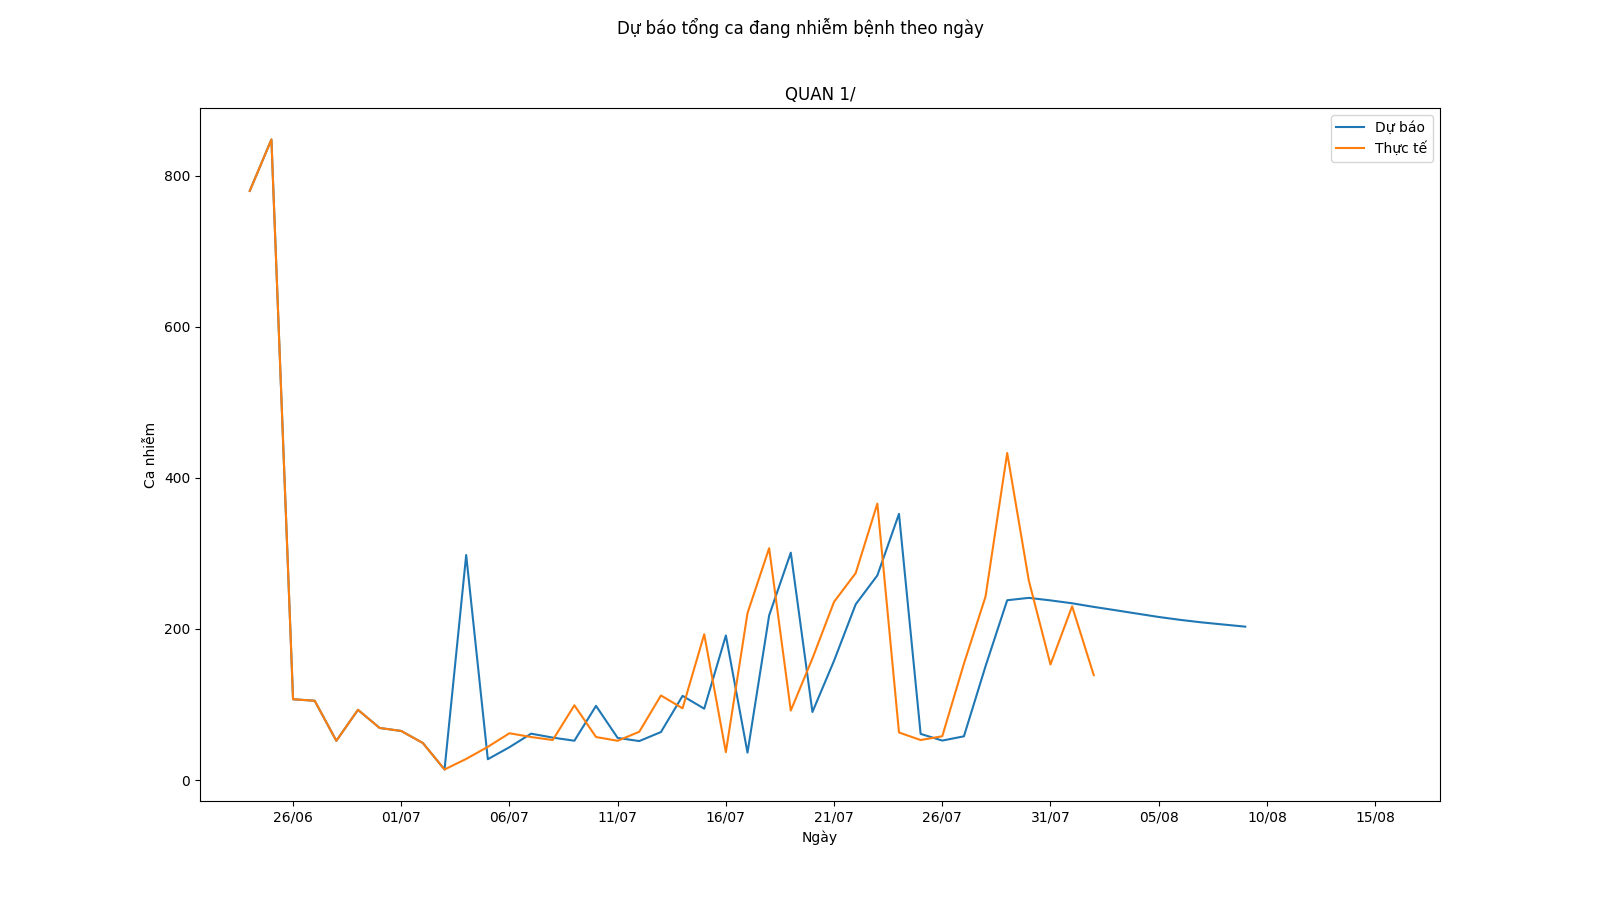 Dự báo tổng ca đang nhiễm bệnh theo ngày
QUAN 1/
Dự báo
Thực tế
800
600
400
200
0
Ca nhiễm
26/06 01/07 06/07 11/07 16/07 21/07 26/07 31/07 05/08 10/08 15/08
Ngày